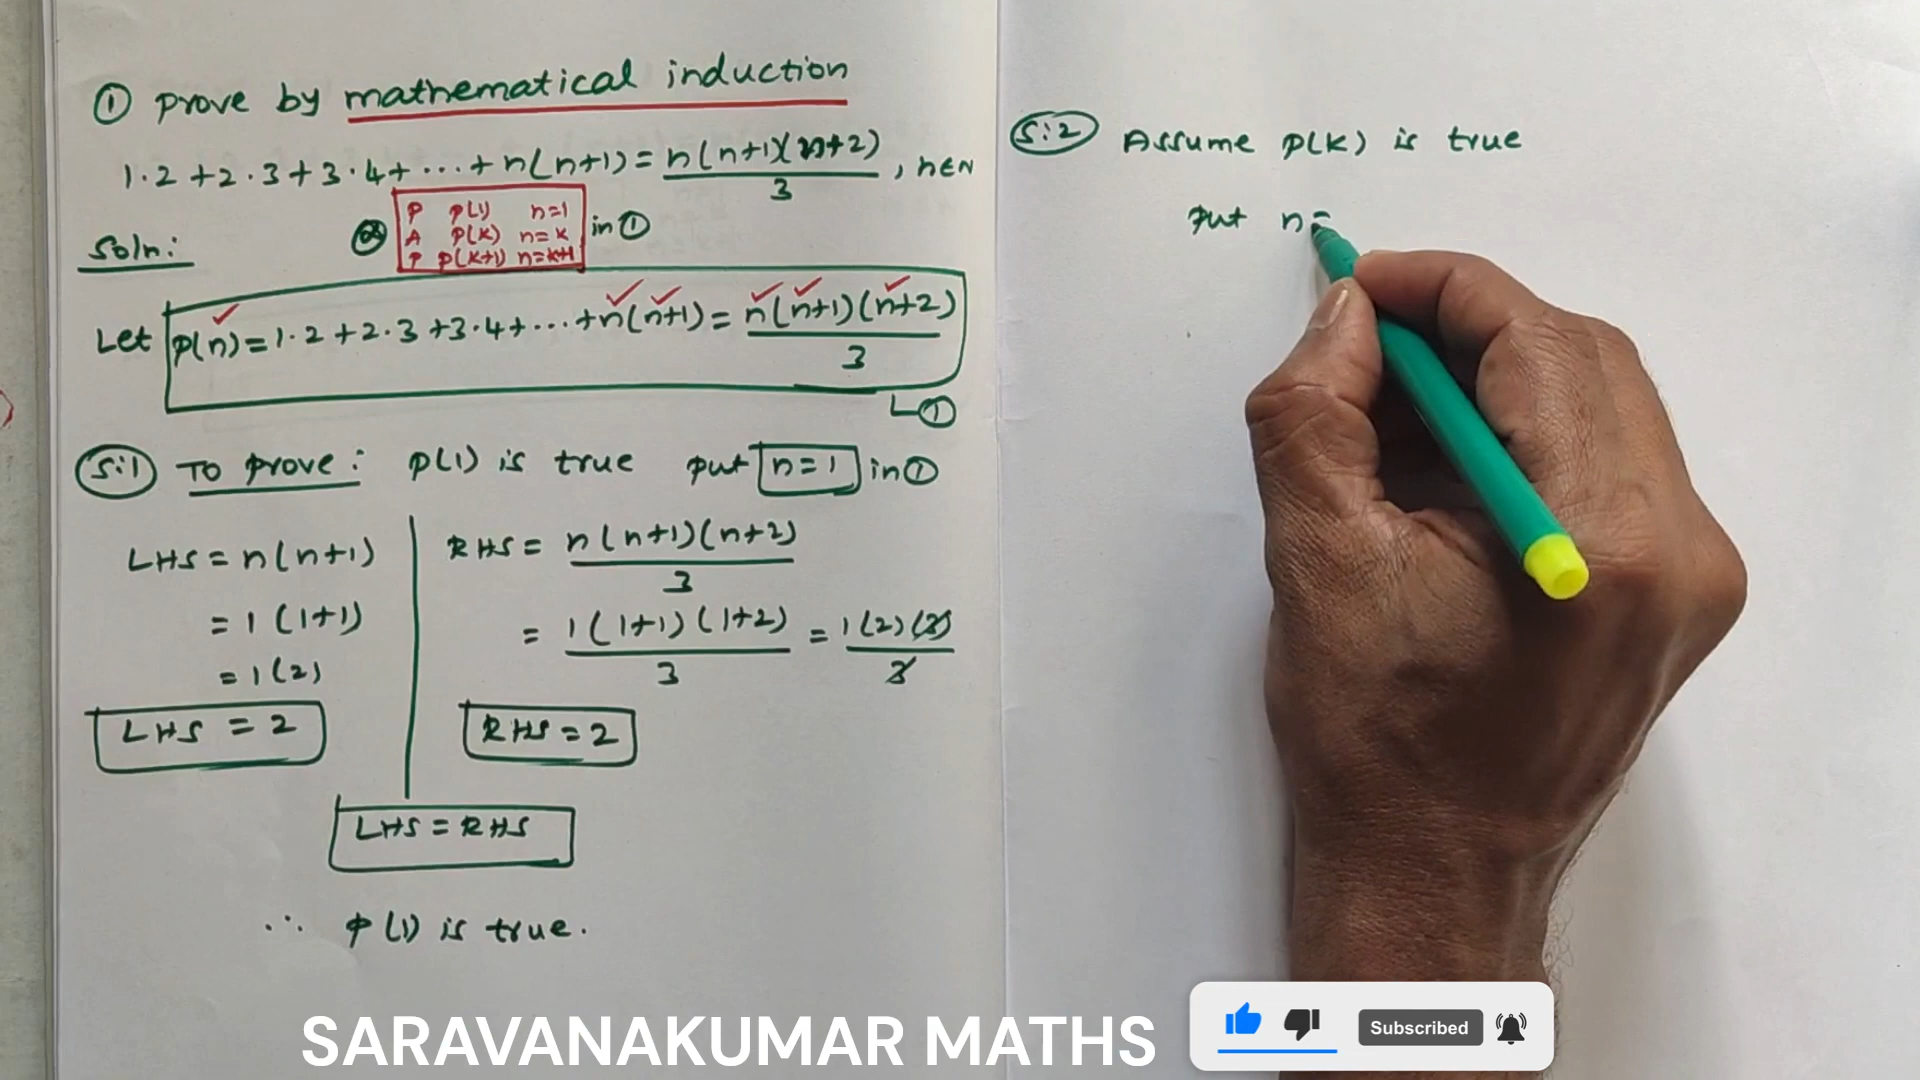 ① Prove by mathematical induction
1·2+2·3+3·4+...+n(n+1)=n(n+1)(n+2)/3, n∈N
P P(1) n=1
A P(K) n=K in ①
P P(K+1) n=K+1
Soln:
Let P(n)=1·2+2·3+3·4+...+n(n+1)=n(n+1)(n+2)/3
①
S:1 To prove: P(1) is true put n=1 in ①
LHS = n(n+1)
= 1(1+1)
= 1(2)
LHS = 2
RHS = n(n+1)(n+2)/3
= 1(1+1)(1+2)/3 = 1(2)(3)/3
RHS = 2
LHS = RHS
∴ P(1) is true.
S:2 Assume P(K) is true
Put n=
SARAVANAKUMAR MATHS
Subscribed